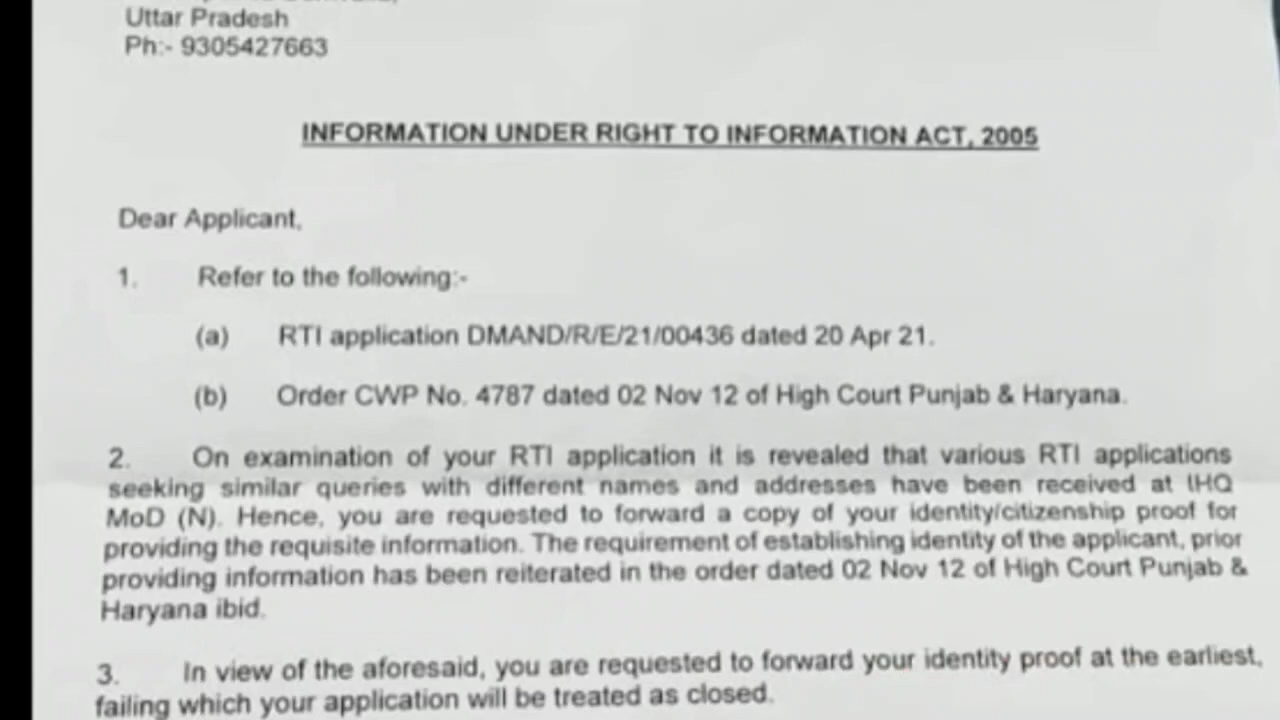 Uttar Pradesh
Ph:- 9305427663
INFORMATION UNDER RIGHT TO INFORMATION ACT, 2005
Dear Applicant,
1. Refer to the following:-
(a) RTI application DMAND/R/E/21/00436 dated 20 Apr 21.
(b) Order CWP No. 4787 dated 02 Nov 12 of High Court Punjab & Haryana.
2. On examination of your RTI application it is revealed that various RTI applications
seeking similar queries with different names and addresses have been received at IHQ
MoD (N). Hence, you are requested to forward a copy of your identity/citizenship proof for
providing the requisite information. The requirement of establishing identity of the applicant, prior
providing information has been reiterated in the order dated 02 Nov 12 of High Court Punjab &
Haryana ibid.
3. In view of the aforesaid, you are requested to forward your identity proof at the earliest,
failing which your application will be treated as closed.